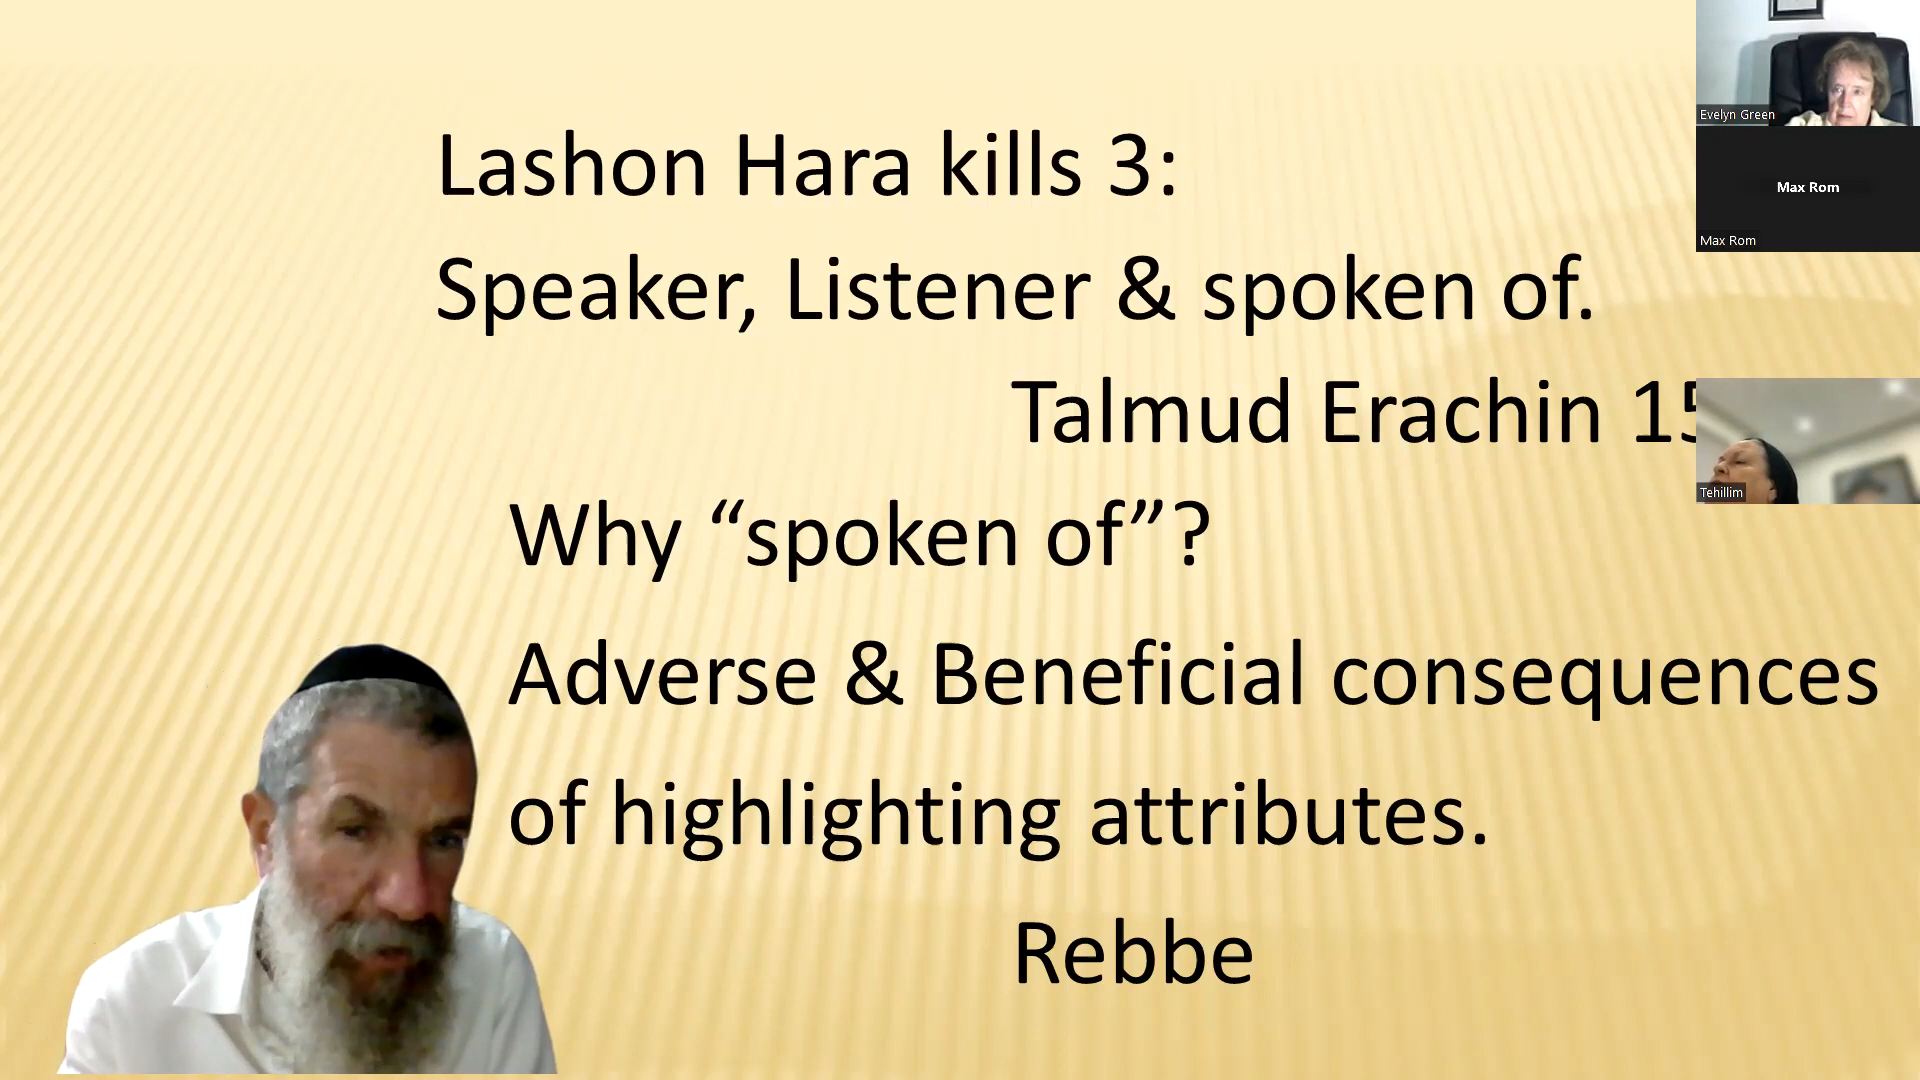 Lashon Hara kills 3:
Speaker, Listener & spoken of.
Talmud Erachin 15
Why “spoken of”?
Adverse & Beneficial consequences
of highlighting attributes.
Rebbe
Evelyn Green
Max Rom
Max Rom
Tehillim